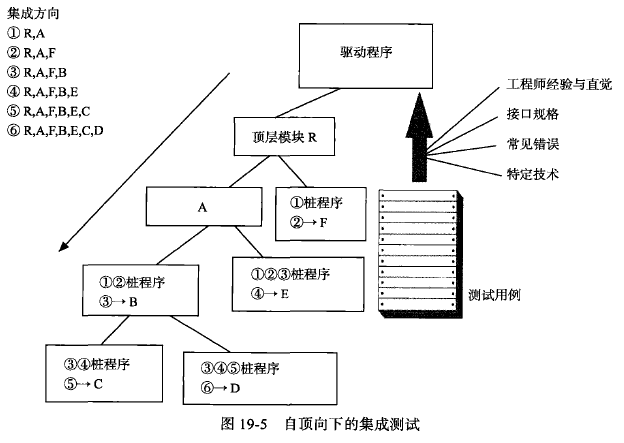 集成方向
① R,A
② R,A,F
③ R,A,F,B
④ R,A,F,B,E
⑤ R,A,F,B,E,C
⑥ R,A,F,B,E,C,D
驱动程序
工程师经验与直觉
接口规格
常见错误
特定技术
顶层模块 R
A
①桩程序
②→ F
①②桩程序
③→ B
①②③桩程序
④→ E
测试用例
③④桩程序
⑤→ C
③④⑤桩程序
⑥→ D
图 19-5 自顶向下的集成测试